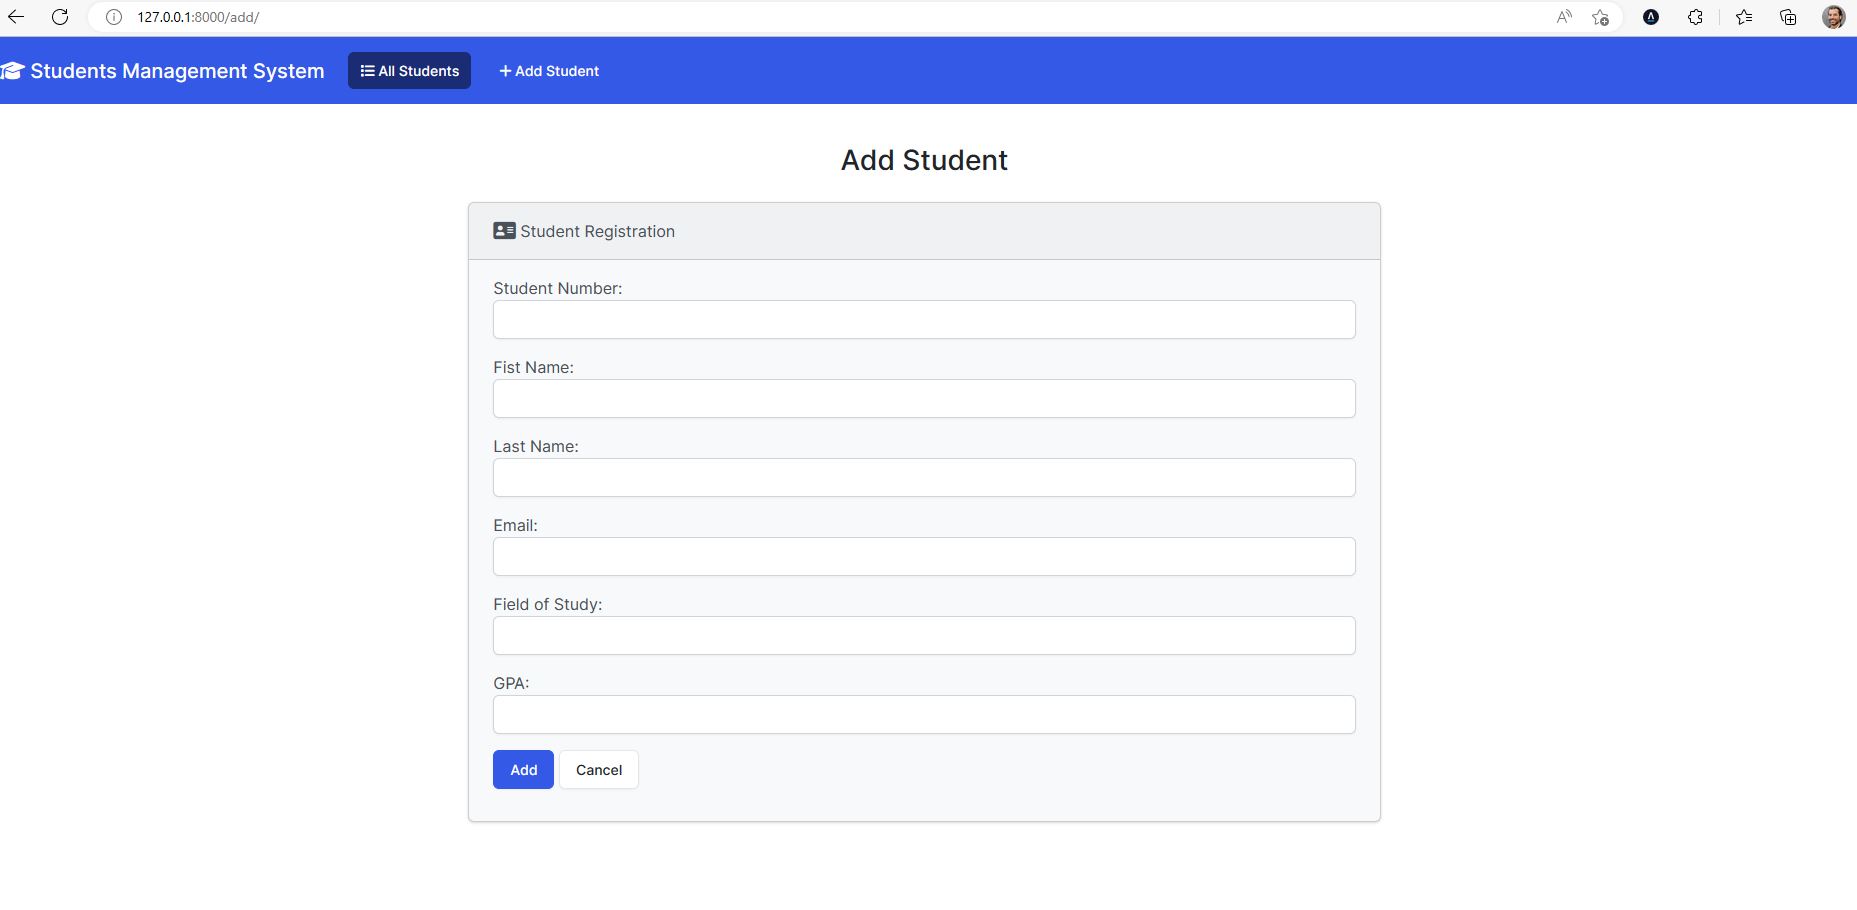 127.0.0.1:8000/add/
Students Management System All Students + Add Student
Add Student
Student Registration
Student Number:
Fist Name:
Last Name:
Email:
Field of Study:
GPA:
Add Cancel